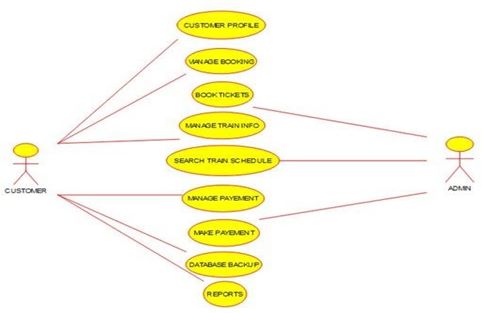 CUSTOMER PROFILE
MANAGE BOOKING
BOOK TICKETS
MANAGE TRAIN INFO
SEARCH TRAIN SCHEDULE
CUSTOMER
ADMIN
MANAGE PAYEMENT
MAKE PAYEMENT
DATABASE BACKUP
REPORTS